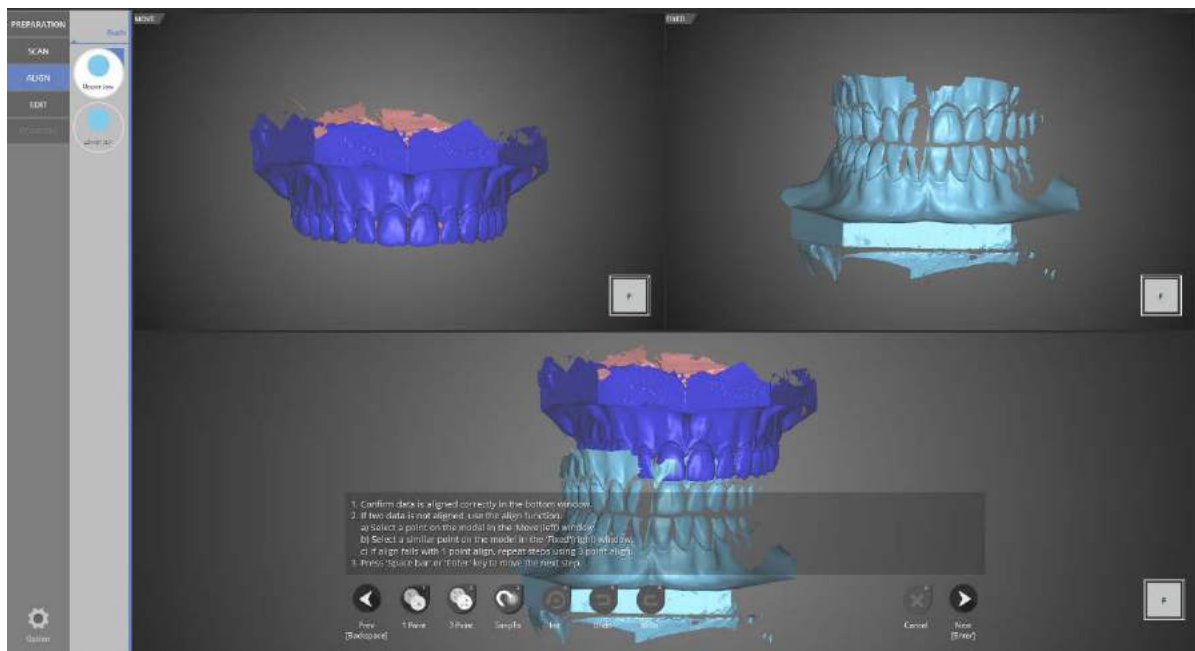 PREPARATION
SCAN
ALIGN
EDIT
Option
MOVE
FIXED
F
F
1. Confirm data is aligned correctly in the bottom window.
2. If two data is not aligned, use the align function.
a) Select a point on the model in the 'Move'(left) window.
b) Select a similar point on the model in the 'Fixed'(right) window.
c) If align fails with 1 point align, repeat steps using 3 point align.
3. Press 'Space bar' or 'Enter' key to move the next step.
Prev
[Backspace]
1 Point
3-Point
Undo
Cancel
Next
[Enter]
F